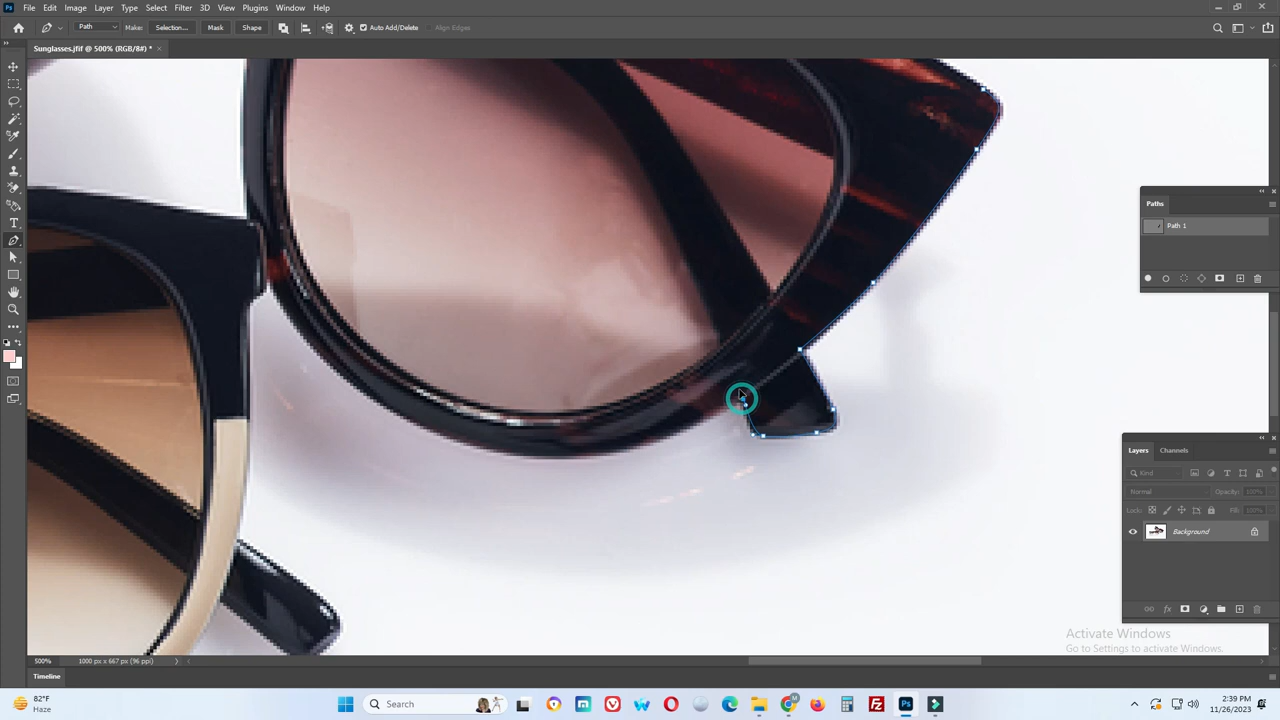 File Edit Image Layer Type Select Filter 3D View Plugins Window Help
Path Make: Selection... Mask Shape Auto Add/Delete Align Edges
Sunglasses.jfif @ 500% (RGB/8#) *
Paths
Path 1
Layers Channels
Kind
Normal Opacity: 100%
Lock: Fill: 100%
Background
Activate Windows
Go to Settings to activate Windows.
500% 1000 px x 667 px (96 ppi)
Timeline
82°F
Haze
Search
2:39 PM
11/26/2023